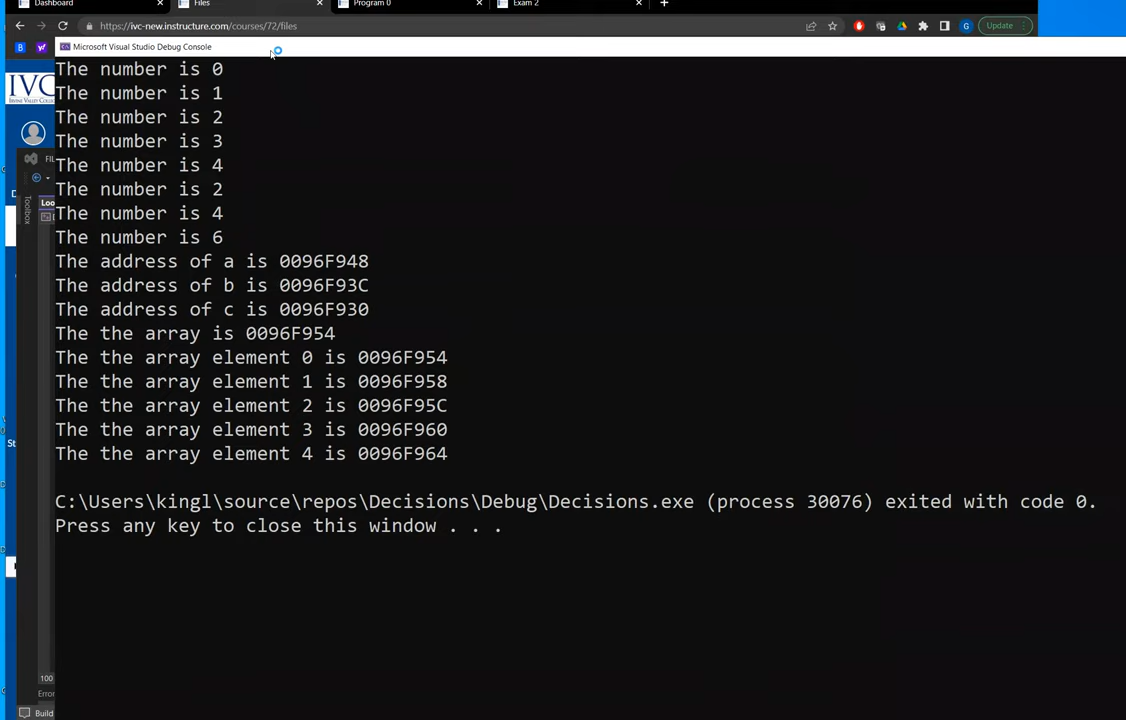 Dashboard
Files
Program 0
Exam 2
https://ivc-new.instructure.com/courses/72/files
G
Update
B
Microsoft Visual Studio Debug Console
IVC
The number is 0
The number is 1
The number is 2
The number is 3
The number is 4
The number is 2
The number is 4
The number is 6
The address of a is 0096F948
The address of b is 0096F93C
The address of c is 0096F930
The the array is 0096F954
The the array element 0 is 0096F954
The the array element 1 is 0096F958
The the array element 2 is 0096F95C
The the array element 3 is 0096F960
The the array element 4 is 0096F964
C:\Users\kingl\source\repos\Decisions\Debug\Decisions.exe (process 30076) exited with code 0.
Press any key to close this window . . .
Toolbox
100
Build